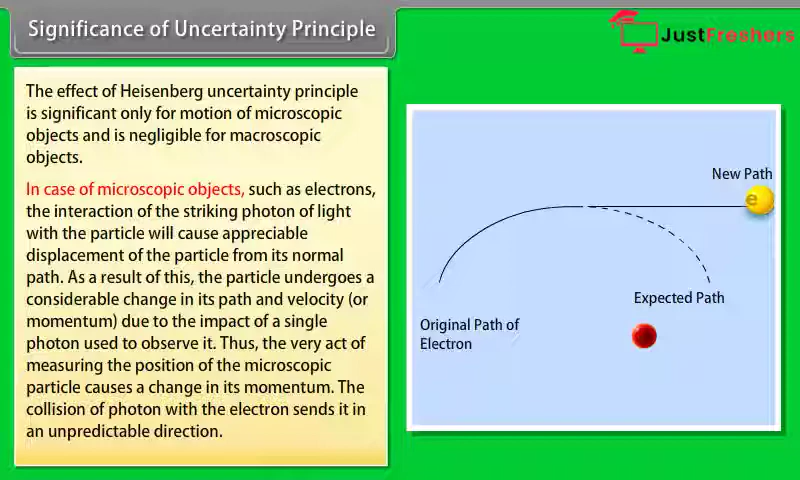 Significance of Uncertainty Principle
JustFreshers
The effect of Heisenberg uncertainty principle
is significant only for motion of microscopic
objects and is negligible for macroscopic
objects.
In case of microscopic objects, such as electrons,
the interaction of the striking photon of light
with the particle will cause appreciable
displacement of the particle from its normal
path. As a result of this, the particle undergoes a
considerable change in its path and velocity (or
momentum) due to the impact of a single
photon used to observe it. Thus, the very act of
measuring the position of the microscopic
particle causes a change in its momentum. The
collision of photon with the electron sends it in
an unpredictable direction.
New Path
e
Expected Path
Original Path of
Electron